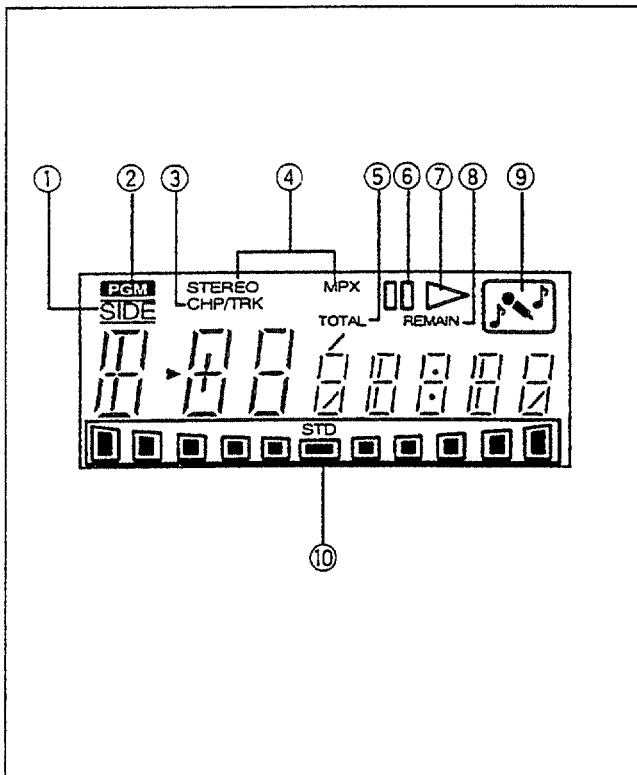 ① ② ③ ④ ⑤ ⑥ ⑦ ⑧ ⑨
PGM STEREO MPX
SIDE CHP/TRK
TOTAL REMAIN
STD
⑩